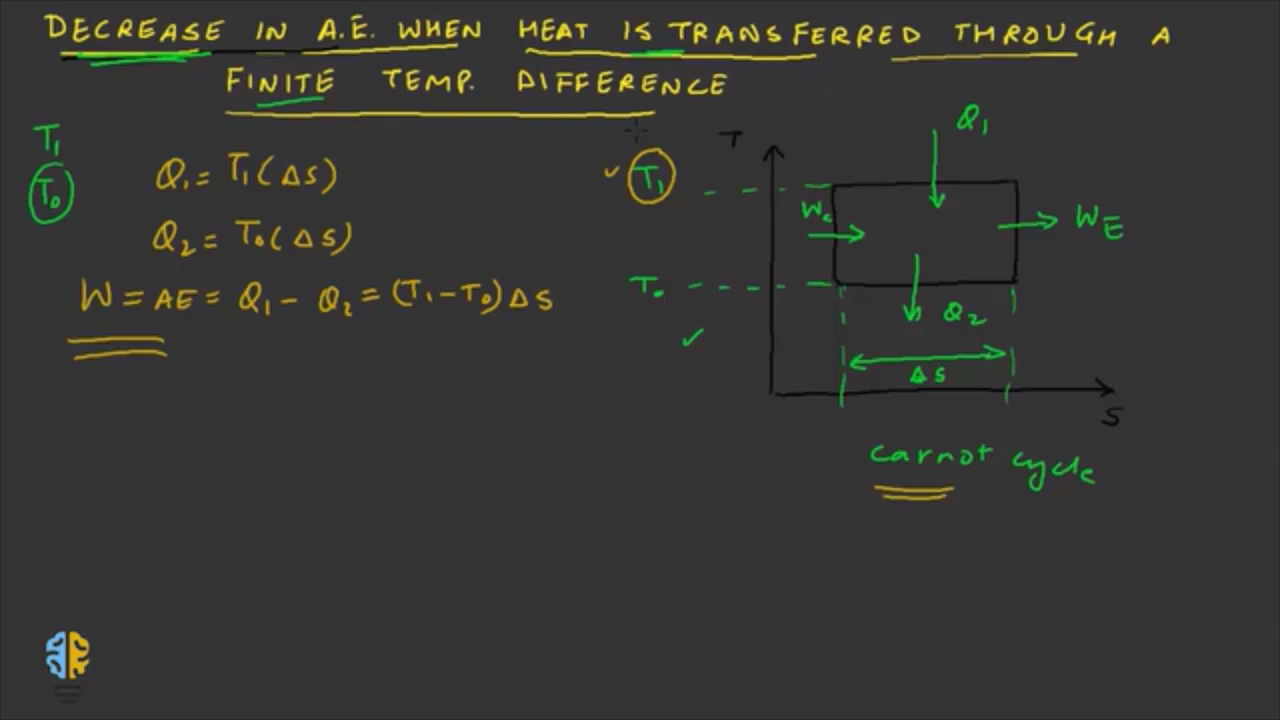 DECREASE IN A.E. WHEN HEAT IS TRANSFERRED THROUGH A
FINITE TEMP. DIFFERENCE
T₁
T₀
Q₁ = T₁(Δs)
Q₂ = T₀(Δs)
W = AE = Q₁ - Q₂ = (T₁-T₀)Δs
T
Q₁
T₁
Wc
WE
T₀
Q₂
Δs
S
carnot cycle